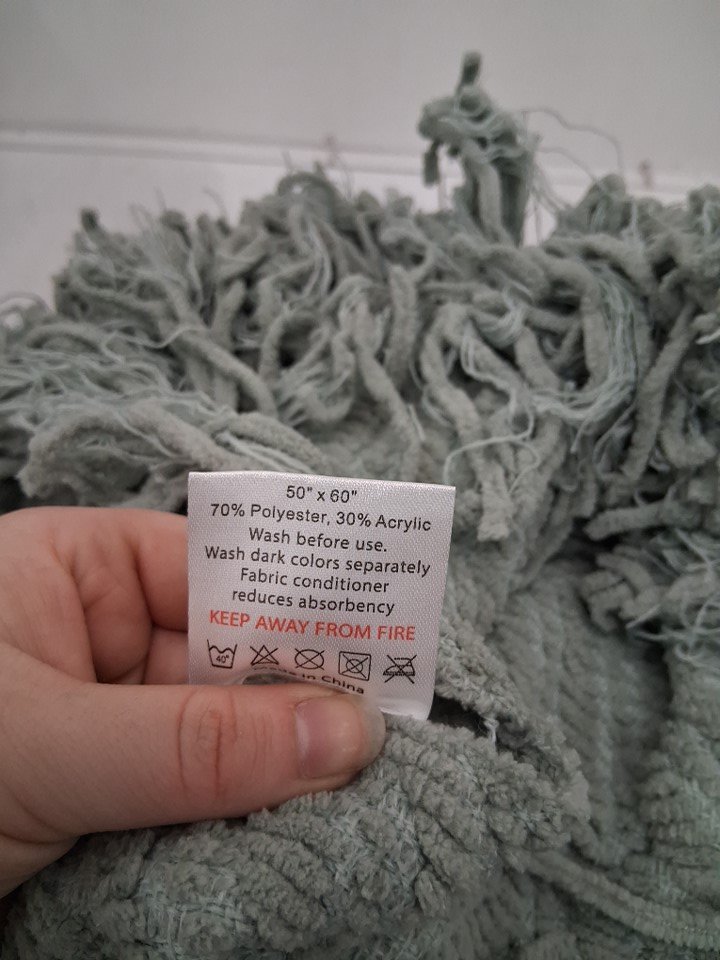 50" x 60"
70% Polyester, 30% Acrylic
Wash before use.
Wash dark colors separately
Fabric conditioner
reduces absorbency
KEEP AWAY FROM FIRE
40°
Made in China